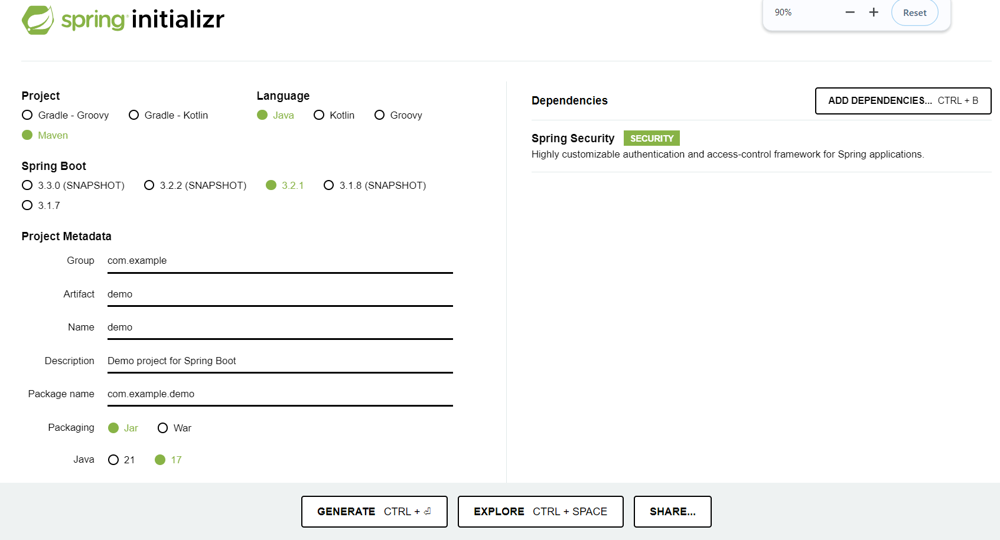 spring initializr
90% − + Reset
Project
Gradle - Groovy Gradle - Kotlin
Maven
Language
Java Kotlin Groovy
Spring Boot
3.3.0 (SNAPSHOT) 3.2.2 (SNAPSHOT) 3.2.1 3.1.8 (SNAPSHOT)
3.1.7
Project Metadata
Group com.example
Artifact demo
Name demo
Description Demo project for Spring Boot
Package name com.example.demo
Packaging Jar War
Java 21 17
Dependencies ADD DEPENDENCIES... CTRL + B
Spring Security SECURITY
Highly customizable authentication and access-control framework for Spring applications.
GENERATE CTRL + ⏎ EXPLORE CTRL + SPACE SHARE...